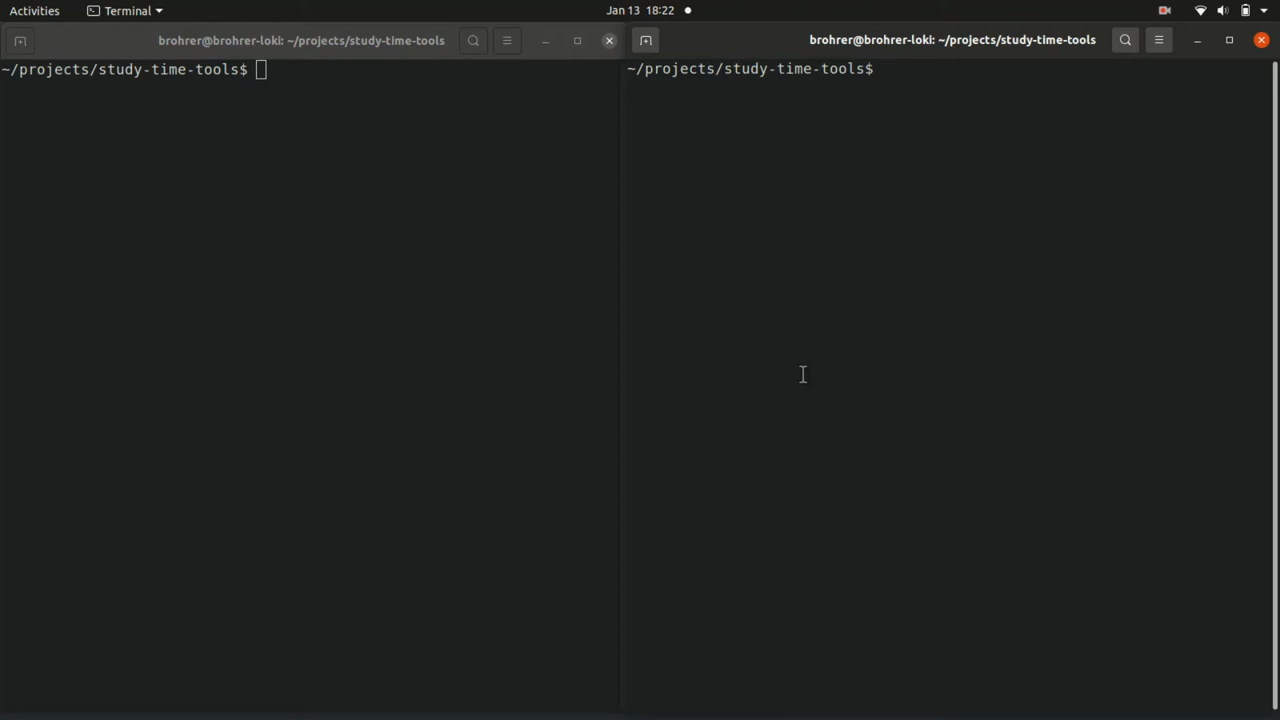 Activities Terminal Jan 13 18:22
brohrer@brohrer-loki: ~/projects/study-time-tools
~/projects/study-time-tools$
brohrer@brohrer-loki: ~/projects/study-time-tools
~/projects/study-time-tools$